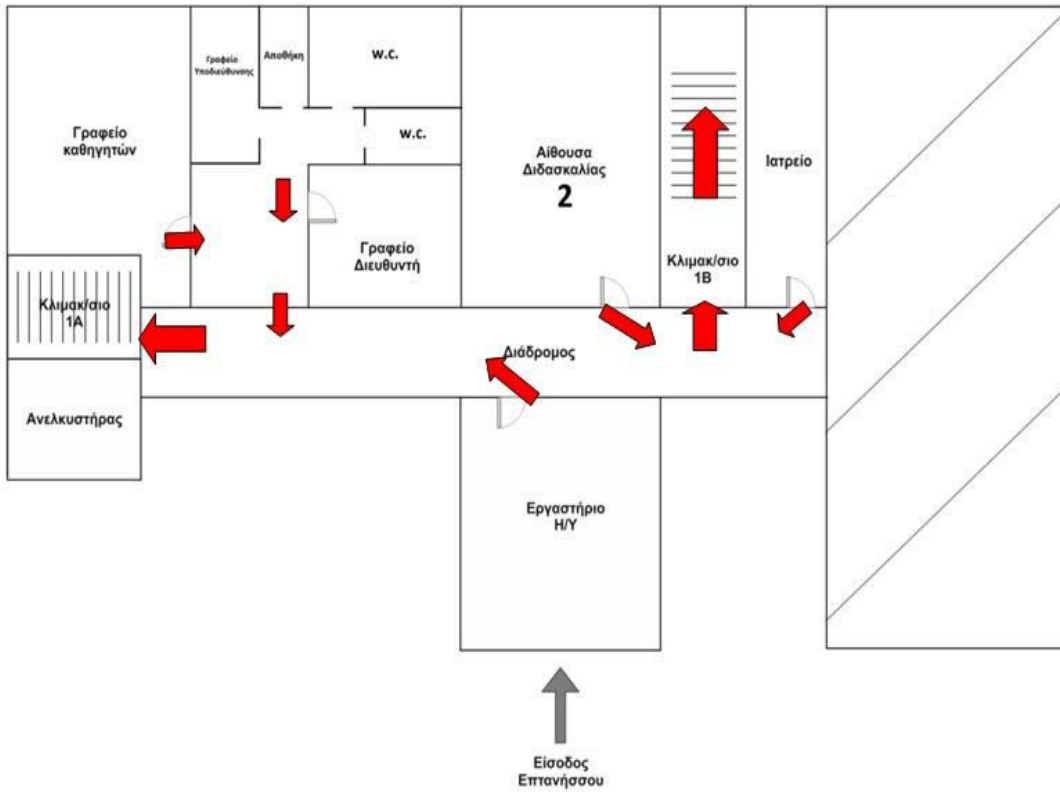 Γραφείο
Υποδιεύθυνσης
Αποθήκη
w.c.
Γραφείο
καθηγητών
w.c.
Αίθουσα
Διδασκαλίας
2
Ιατρείο
Γραφείο
Διευθυντή
Κλιμακ/σιο
1Β
Κλιμακ/σιο
1Α
Διάδρομος
Ανελκυστήρας
Εργαστήριο
Η/Υ
Είσοδος
Επτανήσσου